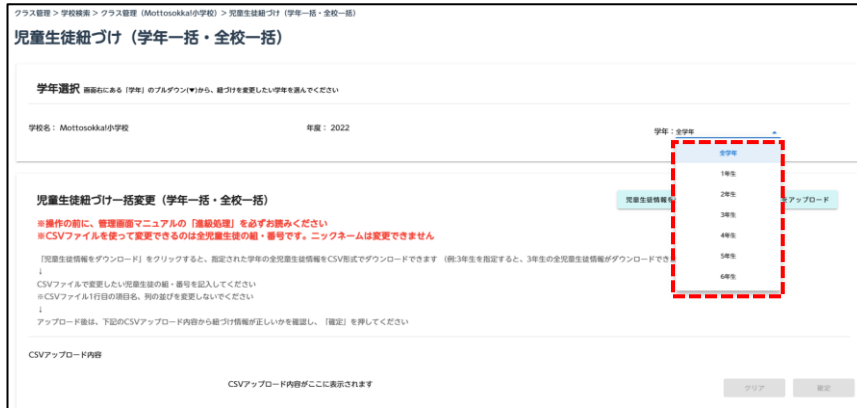 クラス管理 > 学校検索 > クラス管理（Mottosokka!小学校）> 児童生徒紐づけ（学年一括・全校一括）
児童生徒紐づけ（学年一括・全校一括）
学年選択 画面右にある「学年」のプルダウン(▼)から、紐づけを変更したい学年を選んでください
学校名： Mottosokka!小学校 年度： 2022 学年： 全学年
全学年
1年生
2年生
3年生
4年生
5年生
6年生
児童生徒紐づけ一括変更（学年一括・全校一括）
児童生徒情報を をアップロード
※操作の前に、管理画面マニュアルの「進級処理」を必ずお読みください
※CSVファイルを使って変更できるのは全児童生徒の組・番号です。ニックネームは変更できません
「児童生徒情報をダウンロード」をクリックすると、指定された学年の全児童生徒情報をCSV形式でダウンロードできます （例:3年生を指定すると、3年生の全児童生徒情報がダウンロードでき
↓
CSVファイルで変更したい児童生徒の組・番号を記入してください
※CSVファイル1行目の項目名、列の並びを変更しないでください
↓
アップロード後は、下記のCSVアップロード内容から紐づけ情報が正しいかを確認し、「確定」を押してください
CSVアップロード内容
CSVアップロード内容がここに表示されます
クリア 確定